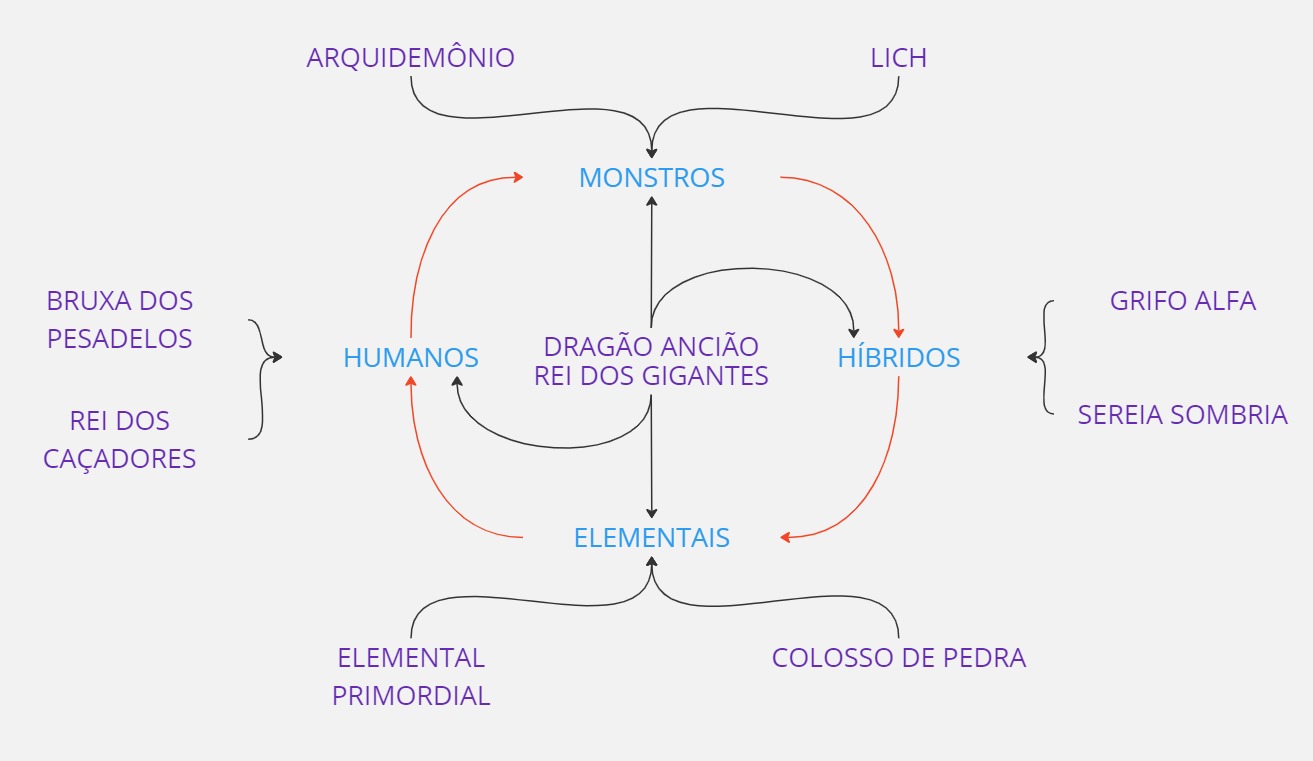 ARQUIDEMÔNIO
LICH
MONSTROS
BRUXA DOS
PESADELOS
GRIFO ALFA
HUMANOS
DRAGÃO ANCIÃO
REI DOS GIGANTES
HÍBRIDOS
REI DOS
CAÇADORES
SEREIA SOMBRIA
ELEMENTAIS
ELEMENTAL
PRIMORDIAL
COLOSSO DE PEDRA